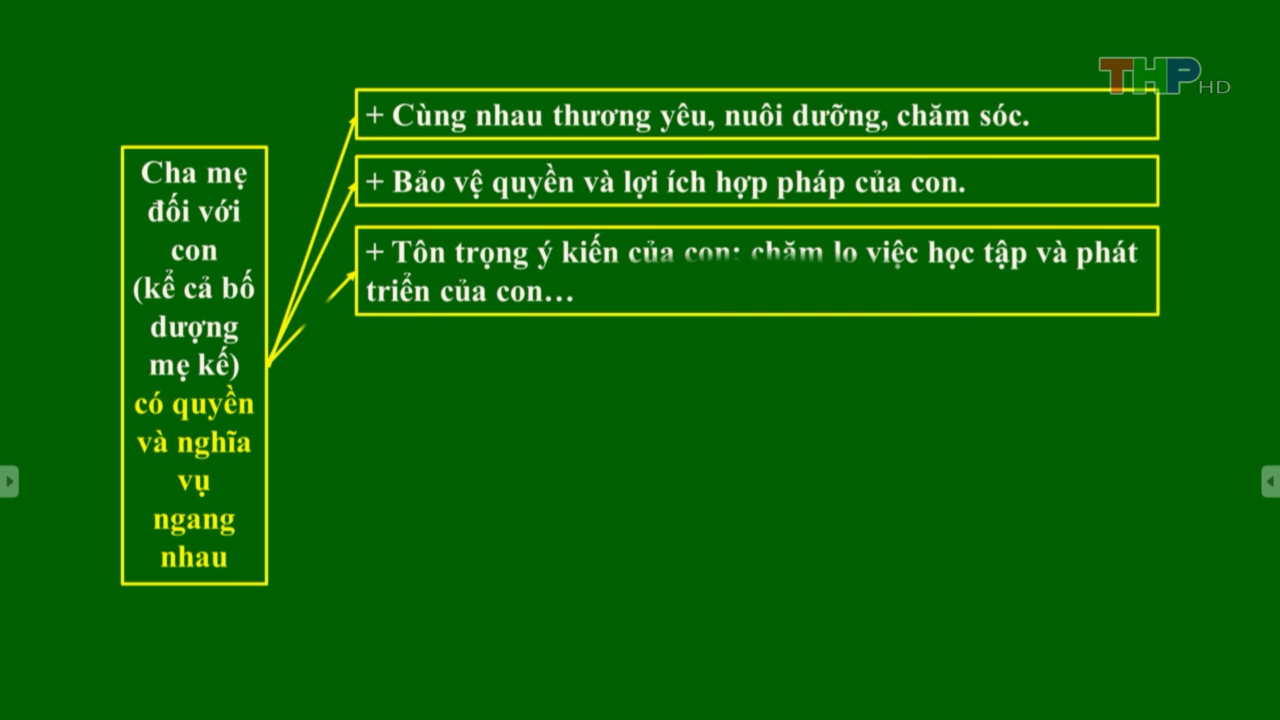 THP HD
+ Cùng nhau thương yêu, nuôi dưỡng, chăm sóc.
Cha mẹ
đối với
con
(kể cả bố
dượng
mẹ kế)
có quyền
và nghĩa
vụ
ngang
nhau
+ Bảo vệ quyền và lợi ích hợp pháp của con.
+ Tôn trọng ý kiến của con; chăm lo việc học tập và phát
triển của con…